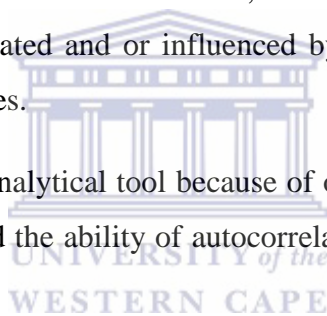 ated and or influenced by
es.
nalytical tool because of
d the ability of autocorrela
UNIVERSITY of the
WESTERN CAPE